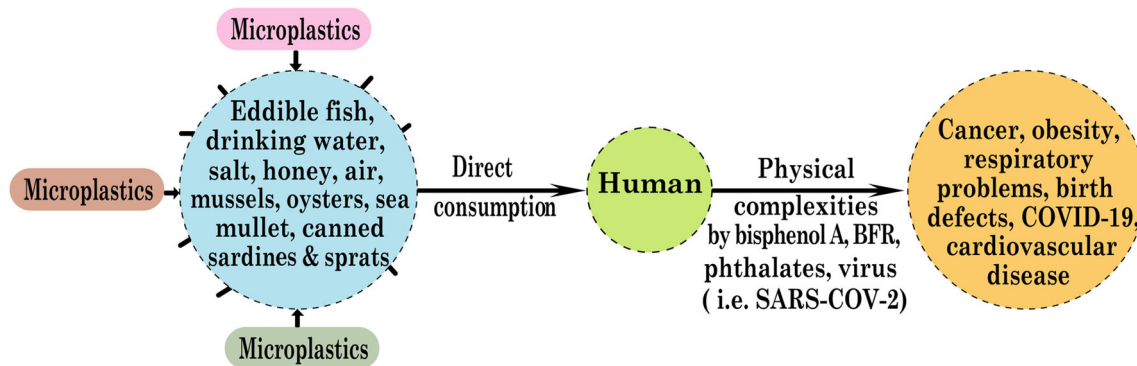 Microplastics
Eddible fish,
drinking water,
salt, honey, air,
mussels, oysters, sea
mullet, canned
sardines & sprats
Microplastics
Microplastics
Direct
consumption
Human
Physical
complexities
by bisphenol A, BFR,
phthalates, virus
( i.e. SARS-COV-2)
Cancer, obesity,
respiratory
problems, birth
defects, COVID-19,
cardiovascular
disease